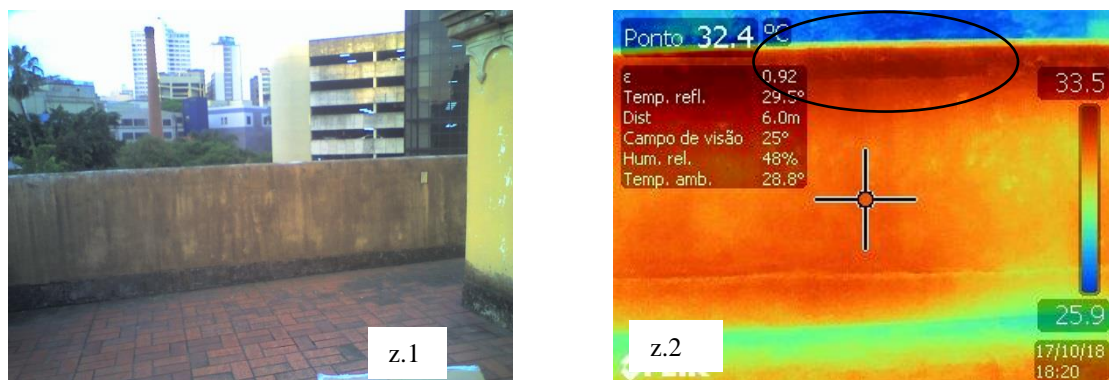 Ponto 32.4 °C
ε 0.92
Temp. refl. 29.5°
Dist 6.0m
Campo de visão 25°
Hum. rel. 48%
Temp. amb. 28.8°
33.5
25.9
17/10/18
18:20
z.1
z.2